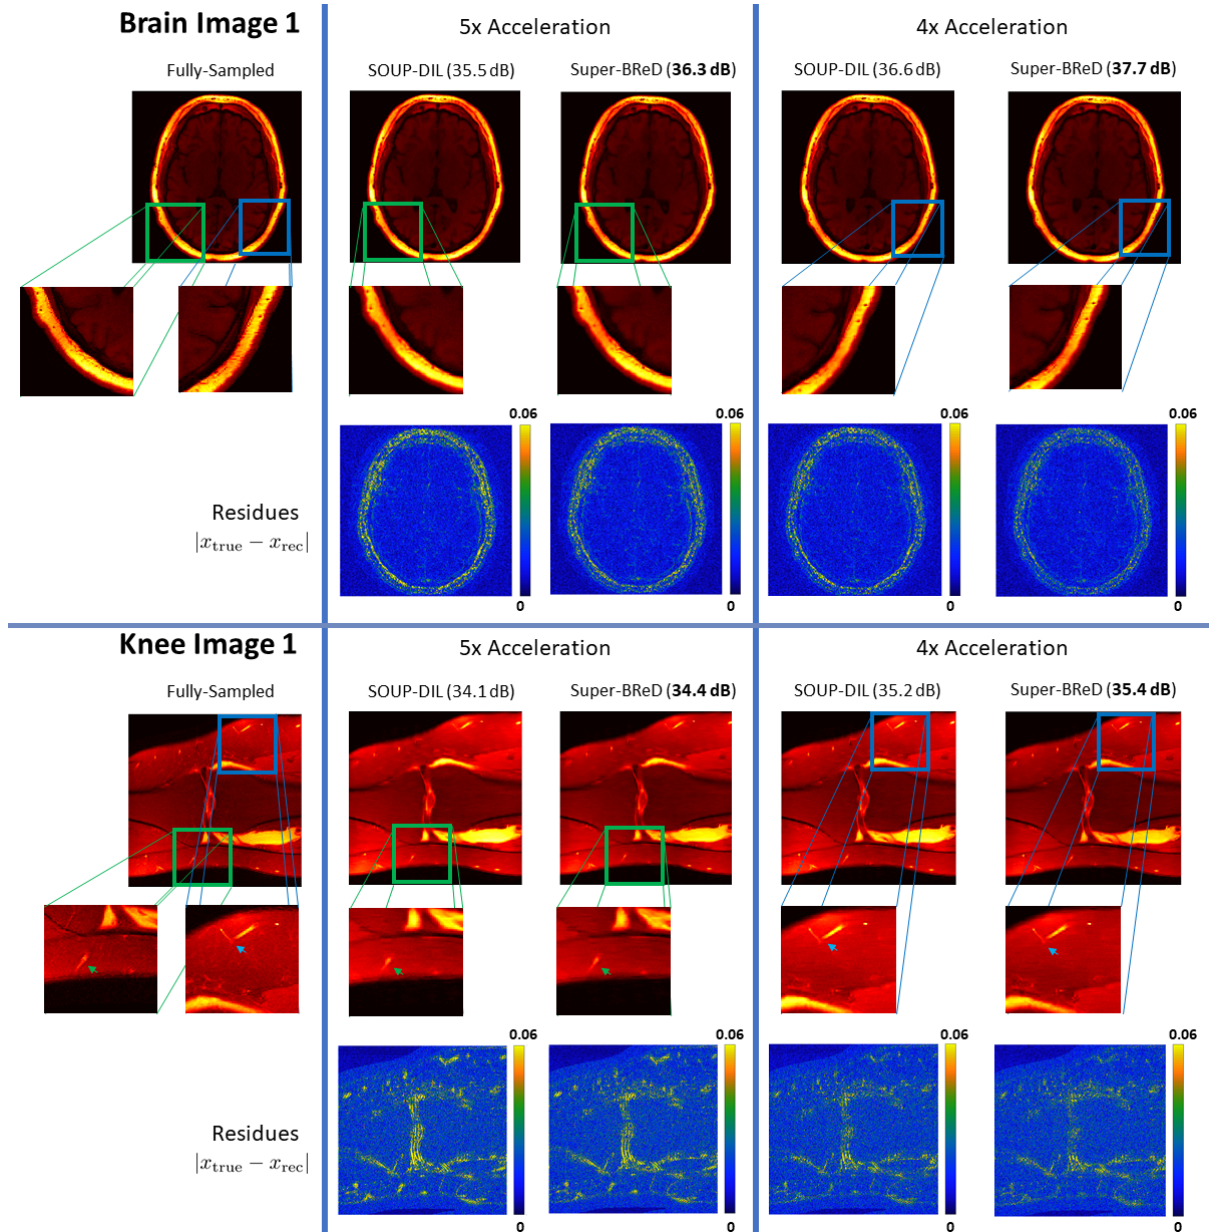 Brain Image 1
5x Acceleration
4x Acceleration
Fully-Sampled
SOUP-DIL (35.5 dB)
Super-BReD (36.3 dB)
SOUP-DIL (36.6 dB)
Super-BReD (37.7 dB)
0.06
0.06
0.06
0.06
Residues
|x_true − x_rec|
0
0
0
0
Knee Image 1
5x Acceleration
4x Acceleration
Fully-Sampled
SOUP-DIL (34.1 dB)
Super-BReD (34.4 dB)
SOUP-DIL (35.2 dB)
Super-BReD (35.4 dB)
0.06
0.06
0.06
0.06
Residues
|x_true − x_rec|
0
0
0
0